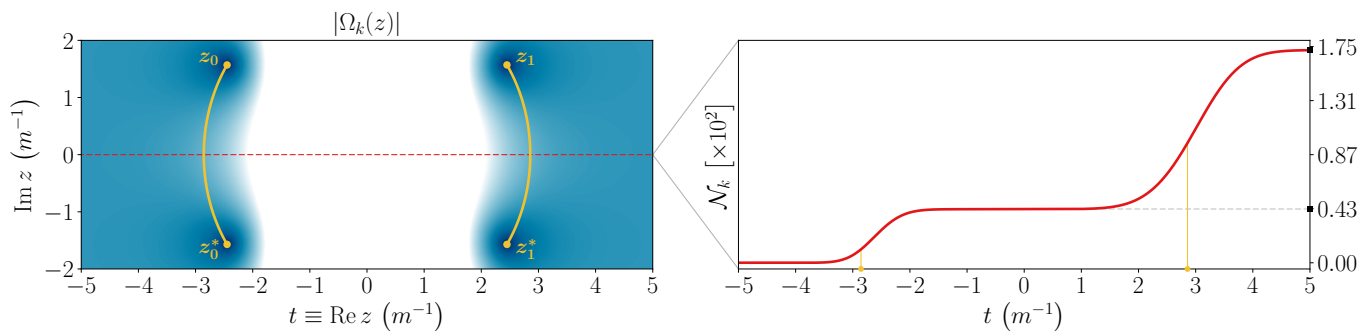 |Ω_k(z)|
Im z (m⁻¹)
2
1
0
−1
−2
z₀
z₁
z₀*
z₁*
−5 −4 −3 −2 −1 0 1 2 3 4 5
t ≡ Re z (m⁻¹)
𝒩_k [×10²]
1.75
1.31
0.87
0.43
0.00
−5 −4 −3 −2 −1 0 1 2 3 4 5
t (m⁻¹)